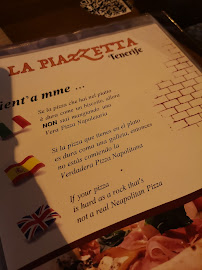 LA PIAZZETTA
Tenerife
ient'a mme ...
Se la pizza che hai nel piatto
è dura come un biscotto, allora
NON stai mangiando una
Vera Pizza Napoletana
Si la pizza que tienes en el plato
es dura como una galleta, entonces
no estás comiendo la
Verdadera Pizza Napolitana
If your pizza
is hard as a rock that's
not a real Neapolitan Pizza